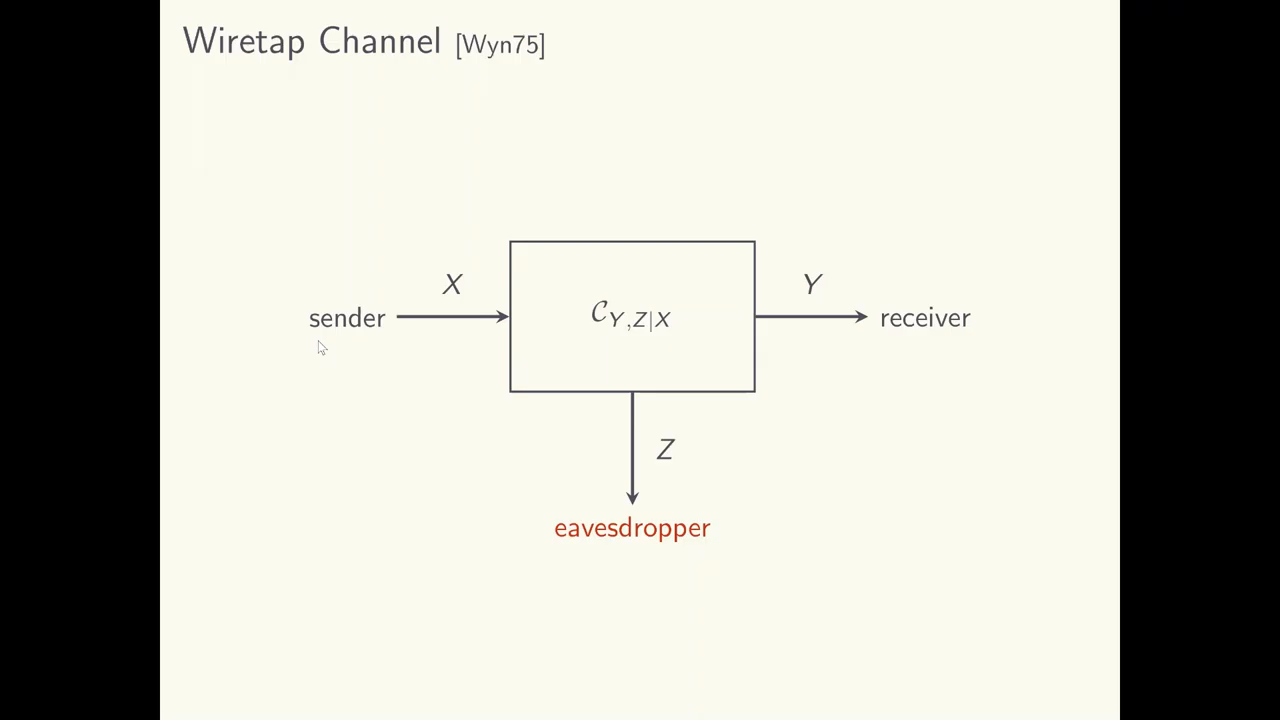 Wiretap Channel [Wyn75]
X
Y
sender
𝒞Y,Z|X
receiver
Z
eavesdropper